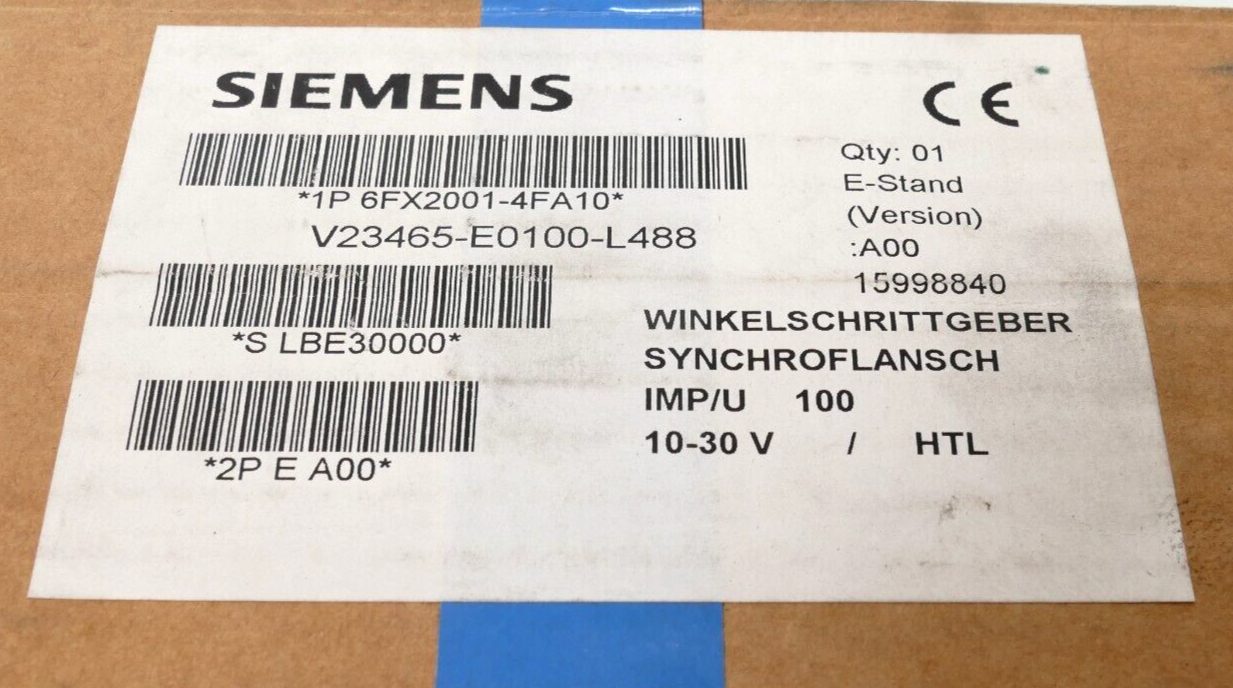 SIEMENS
CE
*1P 6FX2001-4FA10*
V23465-E0100-L488
*S LBE30000*
*2P E A00*
Qty: 01
E-Stand
(Version)
:A00
15998840
WINKELSCHRITTGEBER
SYNCHROFLANSCH
IMP/U 100
10-30 V / HTL